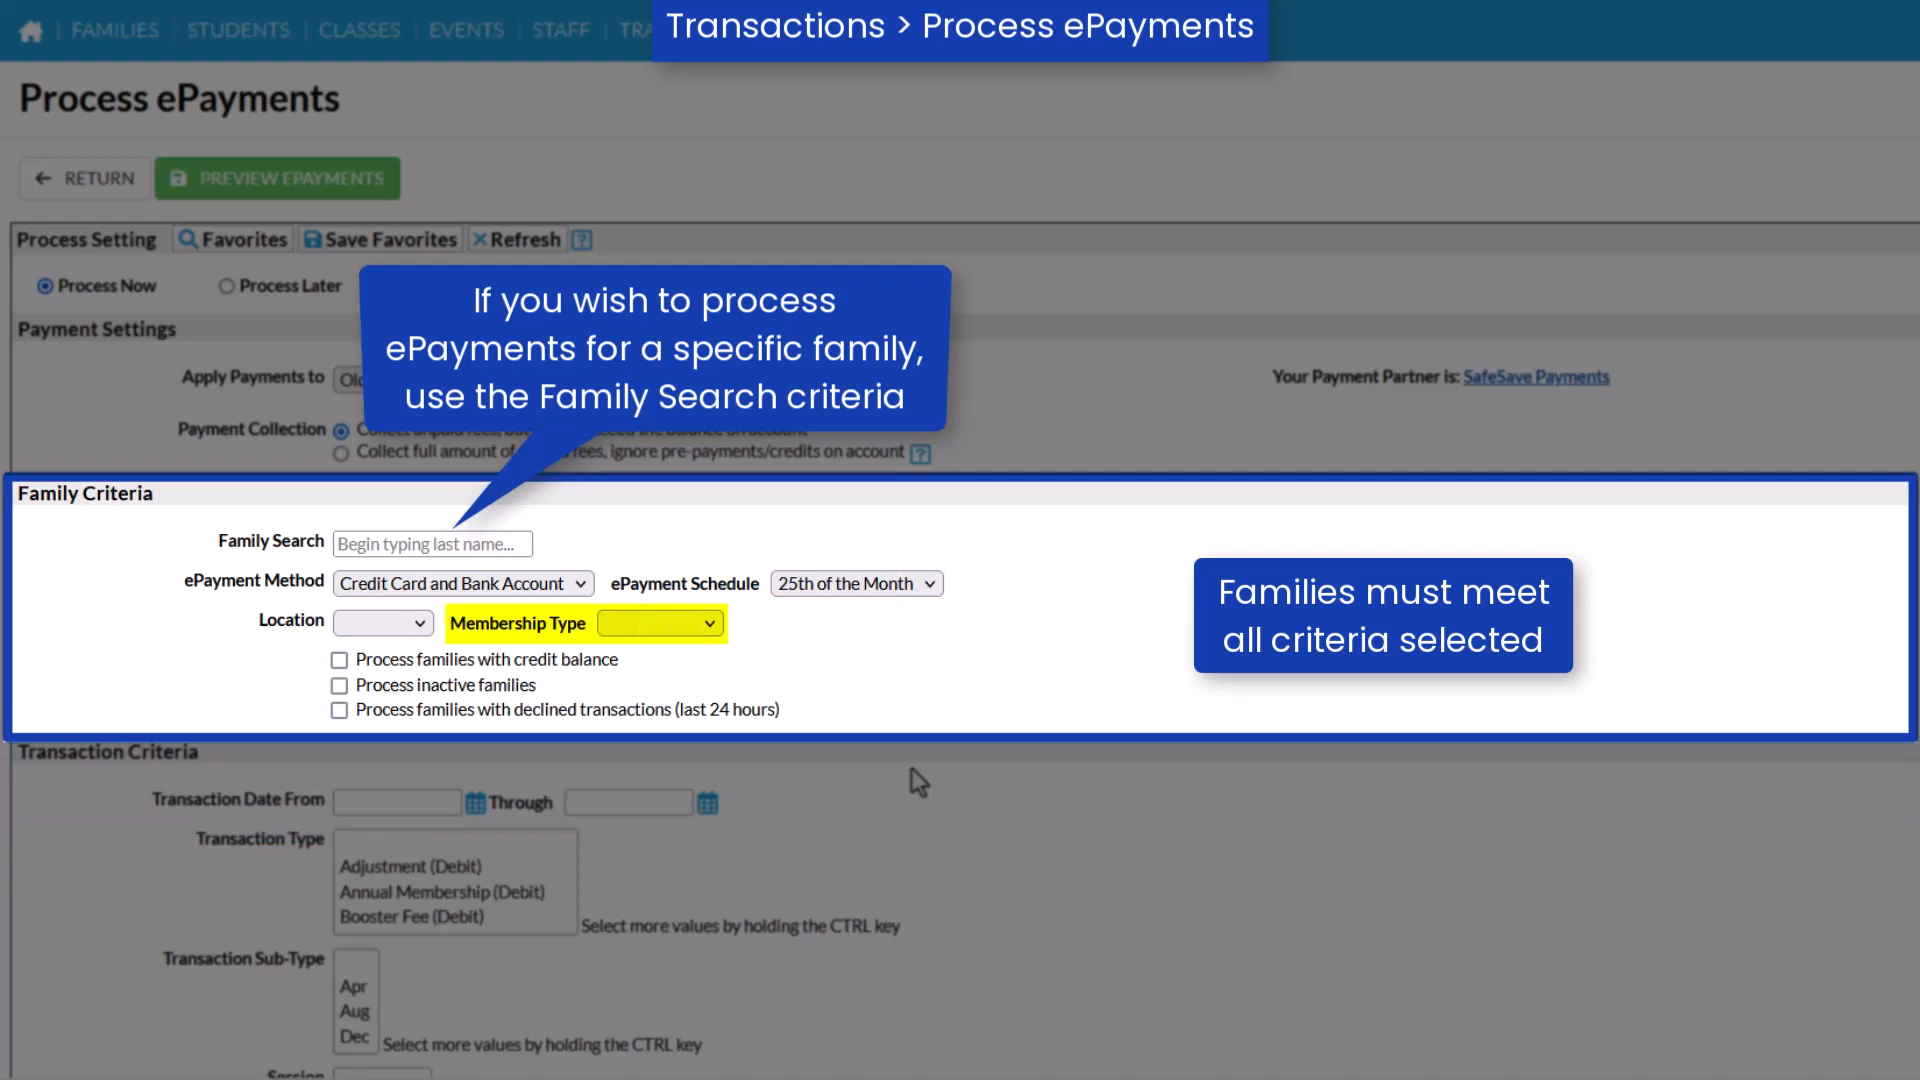 FAMILIES STUDENTS CLASSES EVENTS STAFF
Transactions > Process ePayments
Process ePayments
RETURN PREVIEW EPAYMENTS
Process Setting Favorites Save Favorites Refresh ?
Process Now Process Later
If you wish to process
ePayments for a specific family,
use the Family Search criteria
Payment Settings
Apply Payments to
Your Payment Partner is: SafeSave Payments
Payment Collection
Collect full amount of fees, ignore pre-payments/credits on account ?
Family Criteria
Family Search Begin typing last name...
ePayment Method Credit Card and Bank Account ePayment Schedule 25th of the Month
Location Membership Type
Families must meet
all criteria selected
Process families with credit balance
Process inactive families
Process families with declined transactions (last 24 hours)
Transaction Criteria
Transaction Date From Through
Transaction Type
Adjustment (Debit)
Annual Membership (Debit)
Booster Fee (Debit)
Select more values by holding the CTRL key
Transaction Sub-Type
Apr
Aug
Dec
Select more values by holding the CTRL key